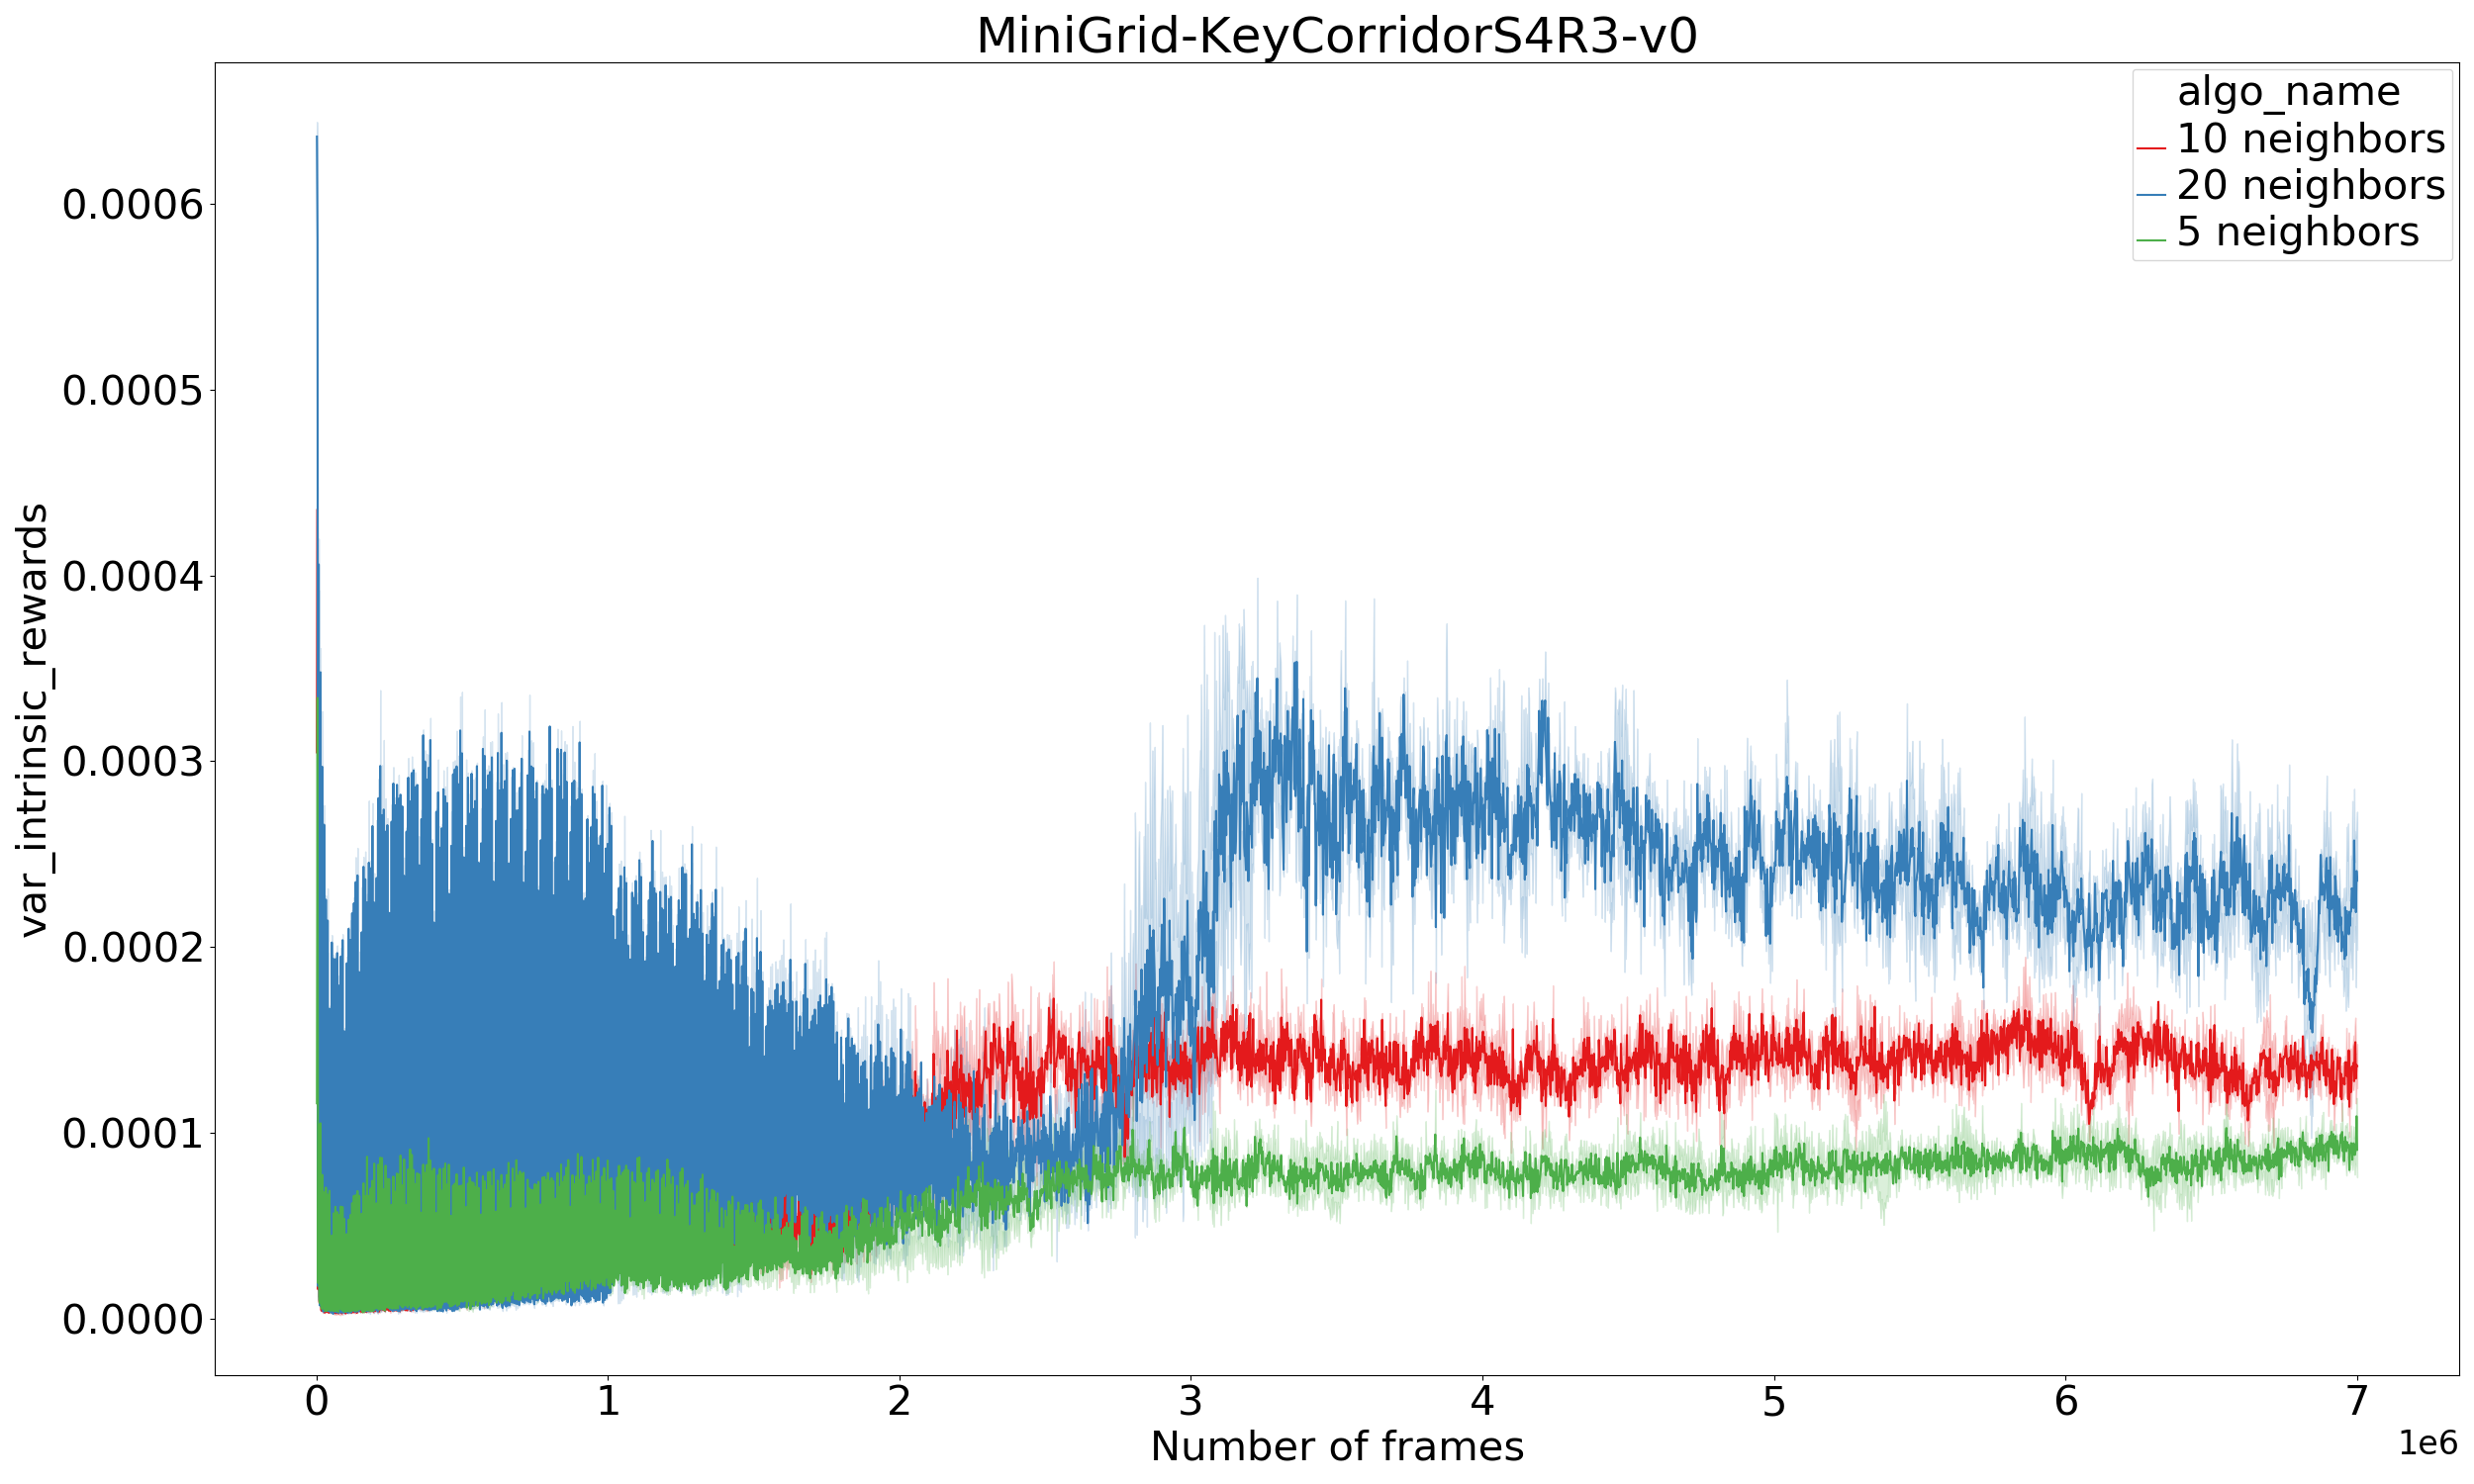 MiniGrid-KeyCorridorS4R3-v0
algo_name
10 neighbors
20 neighbors
5 neighbors
var_intrinsic_rewards
0.0006
0.0005
0.0004
0.0003
0.0002
0.0001
0.0000
0 1 2 3 4 5 6 7
Number of frames
1e6